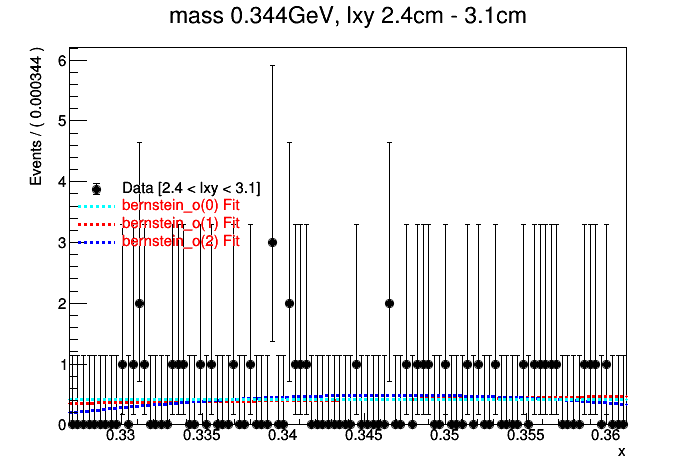 mass 0.344GeV, lxy 2.4cm - 3.1cm
Events / ( 0.000344 )
6
5
4
3
2
1
0
Data [2.4 < lxy < 3.1]
bernstein_o(0) Fit
bernstein_o(1) Fit
bernstein_o(2) Fit
0.33 0.335 0.34 0.345 0.35 0.355 0.36
x